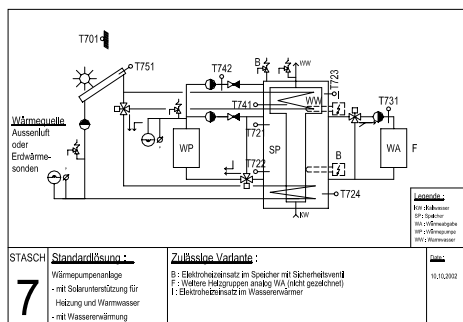 T701
T751
T742
B
WW
T723
I
T741
WW
T731
Wärmequelle
Aussenluft
oder
Erdwärme-
sonden
T721
WP
SP
WA
F
T722
B
T724
KW
Legende :
KW : Kaltwasser
SP : Speicher
WA : Wärmeabgabe
WP : Wärmepumpe
WW : Warmwasser
STASCH
7
Standardlösung :
Wärmepumpenanlage
- mit Solarunterstützung für
Heizung und Warmwasser
- mit Wassererwärmung
Zulässige Variante :
B : Elektroheizeinsatz im Speicher mit Sicherheitsventil
F : Weitere Heizgruppen analog WA (nicht gezeichnet)
I : Elektroheizeinsatz im Wassererwärmer
Date :
10.10.2002